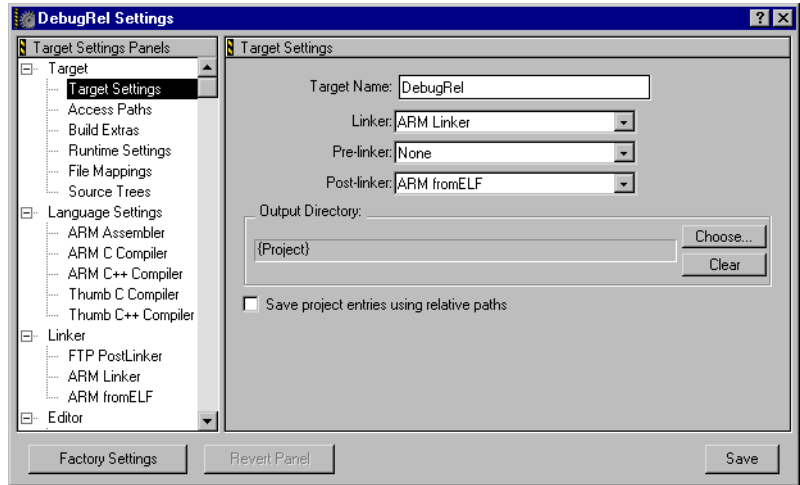 DebugRel Settings
Target Settings Panels
Target
Target Settings
Access Paths
Build Extras
Runtime Settings
File Mappings
Source Trees
Language Settings
ARM Assembler
ARM C Compiler
ARM C++ Compiler
Thumb C Compiler
Thumb C++ Compiler
Linker
FTP PostLinker
ARM Linker
ARM fromELF
Editor
Target Settings
Target Name: DebugRel
Linker: ARM Linker
Pre-linker: None
Post-linker: ARM fromELF
Output Directory:
{Project}
Choose...
Clear
Save project entries using relative paths
Factory Settings
Revert Panel
Save